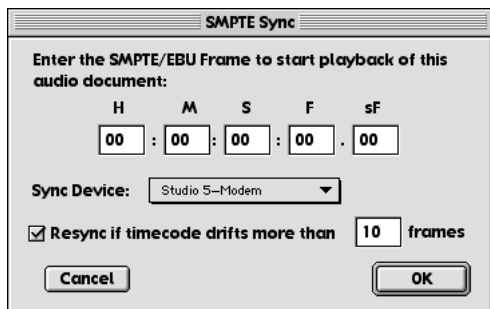 SMPTE Sync
Enter the SMPTE/EBU Frame to start playback of this
audio document:
H M S F sF
00 : 00 : 00 : 00 . 00
Sync Device: Studio 5–Modem
Resync if timecode drifts more than 10 frames
Cancel OK